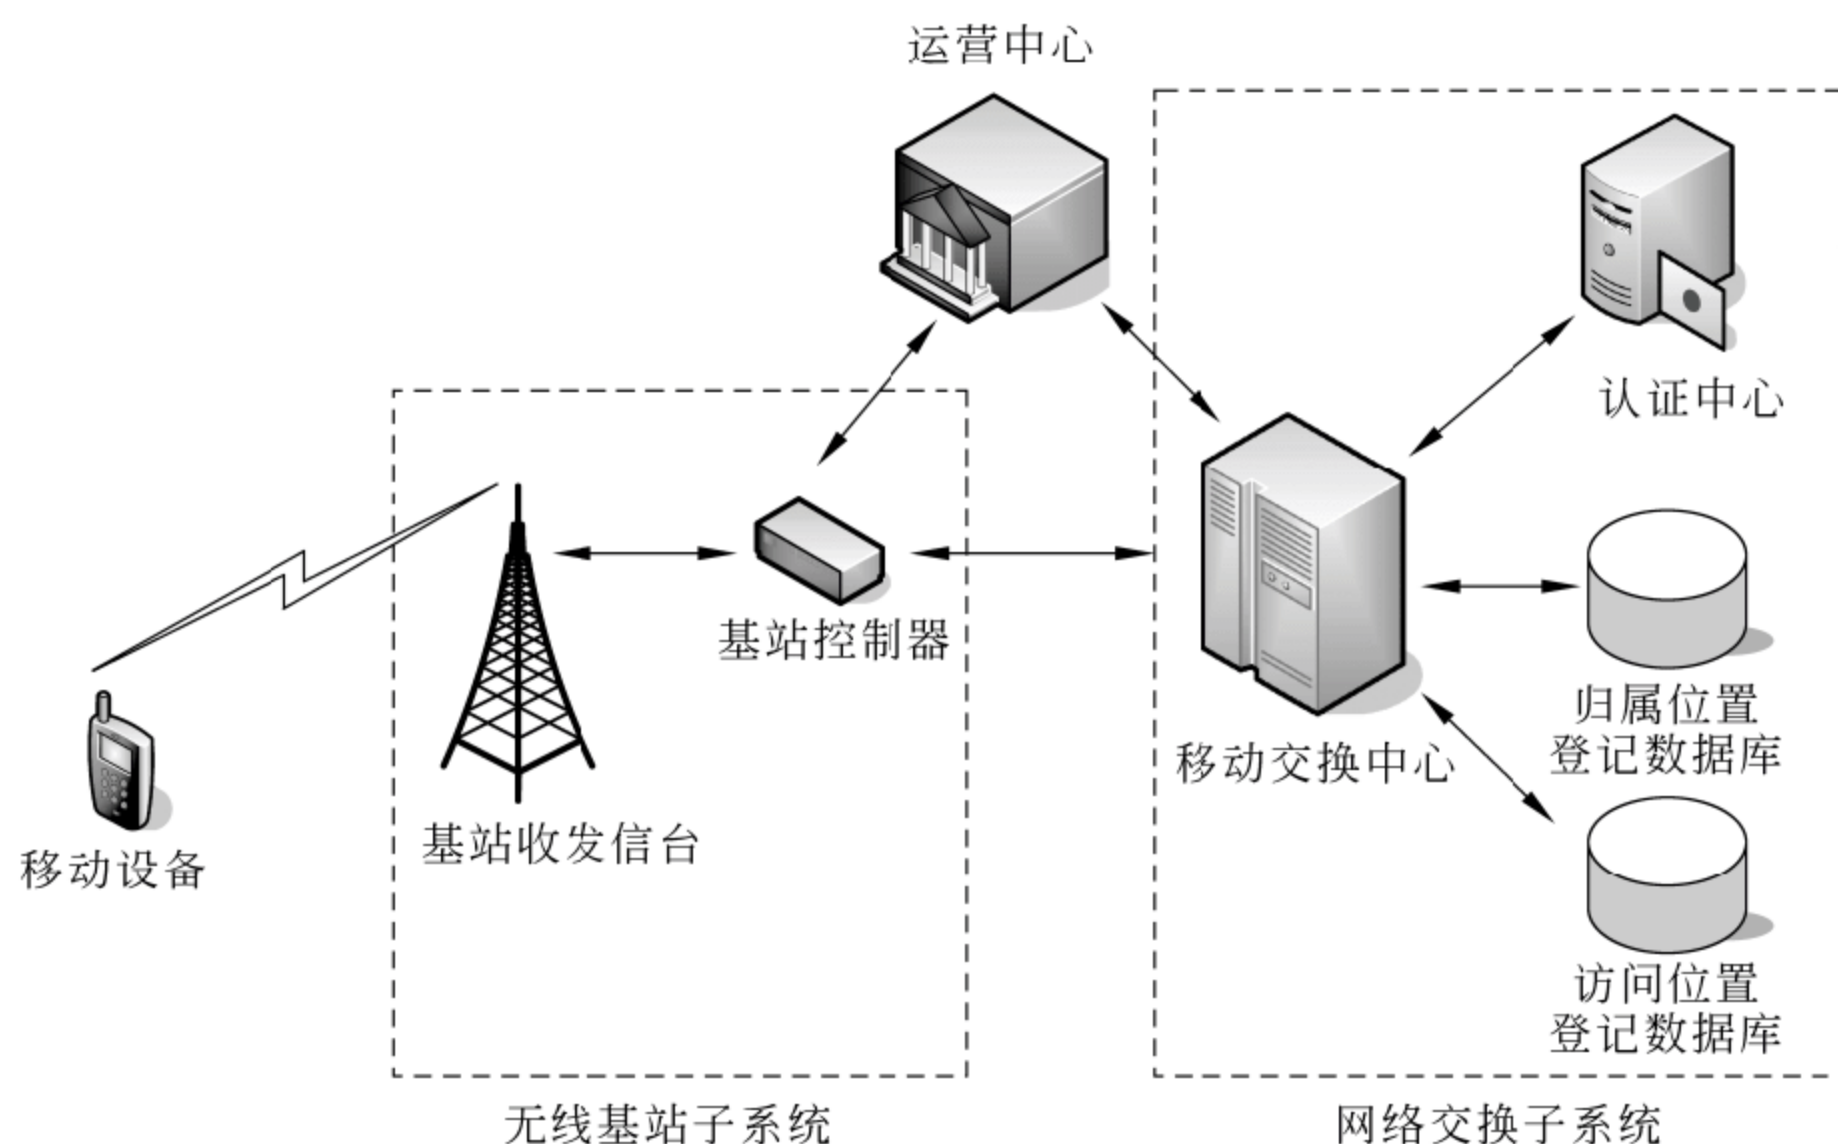 运营中心
认证中心
基站控制器
归属位置
登记数据库
移动交换中心
基站收发信台
移动设备
访问位置
登记数据库
无线基站子系统
网络交换子系统